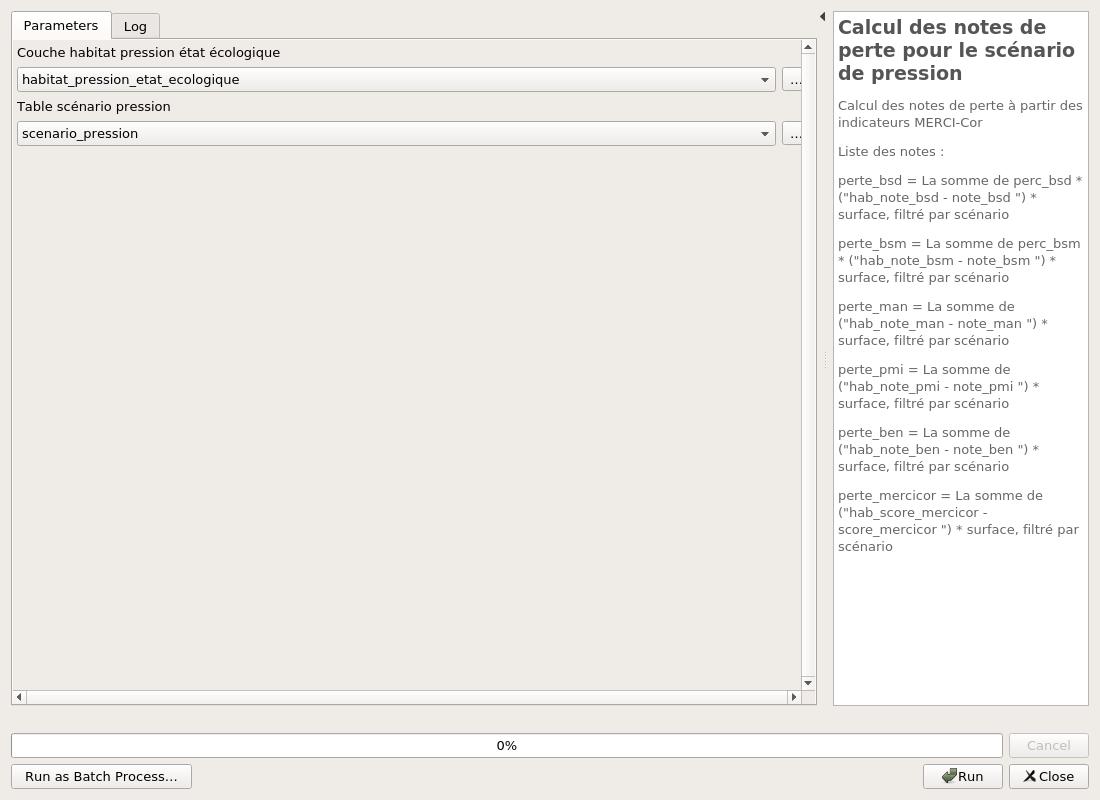 Parameters
Log
Couche habitat pression état écologique
habitat_pression_etat_ecologique
...
Table scénario pression
scenario_pression
...
Calcul des notes de
perte pour le scénario
de pression
Calcul des notes de perte à partir des
indicateurs MERCI-Cor
Liste des notes :
perte_bsd = La somme de perc_bsd *
("hab_note_bsd - note_bsd ") *
surface, filtré par scénario
perte_bsm = La somme de perc_bsm
* ("hab_note_bsm - note_bsm ") *
surface, filtré par scénario
perte_man = La somme de
("hab_note_man - note_man ") *
surface, filtré par scénario
perte_pmi = La somme de
("hab_note_pmi - note_pmi ") *
surface, filtré par scénario
perte_ben = La somme de
("hab_note_ben - note_ben ") *
surface, filtré par scénario
perte_mercicor = La somme de
("hab_score_mercicor -
score_mercicor ") * surface, filtré par
scénario
0%
Cancel
Run as Batch Process...
Run
Close